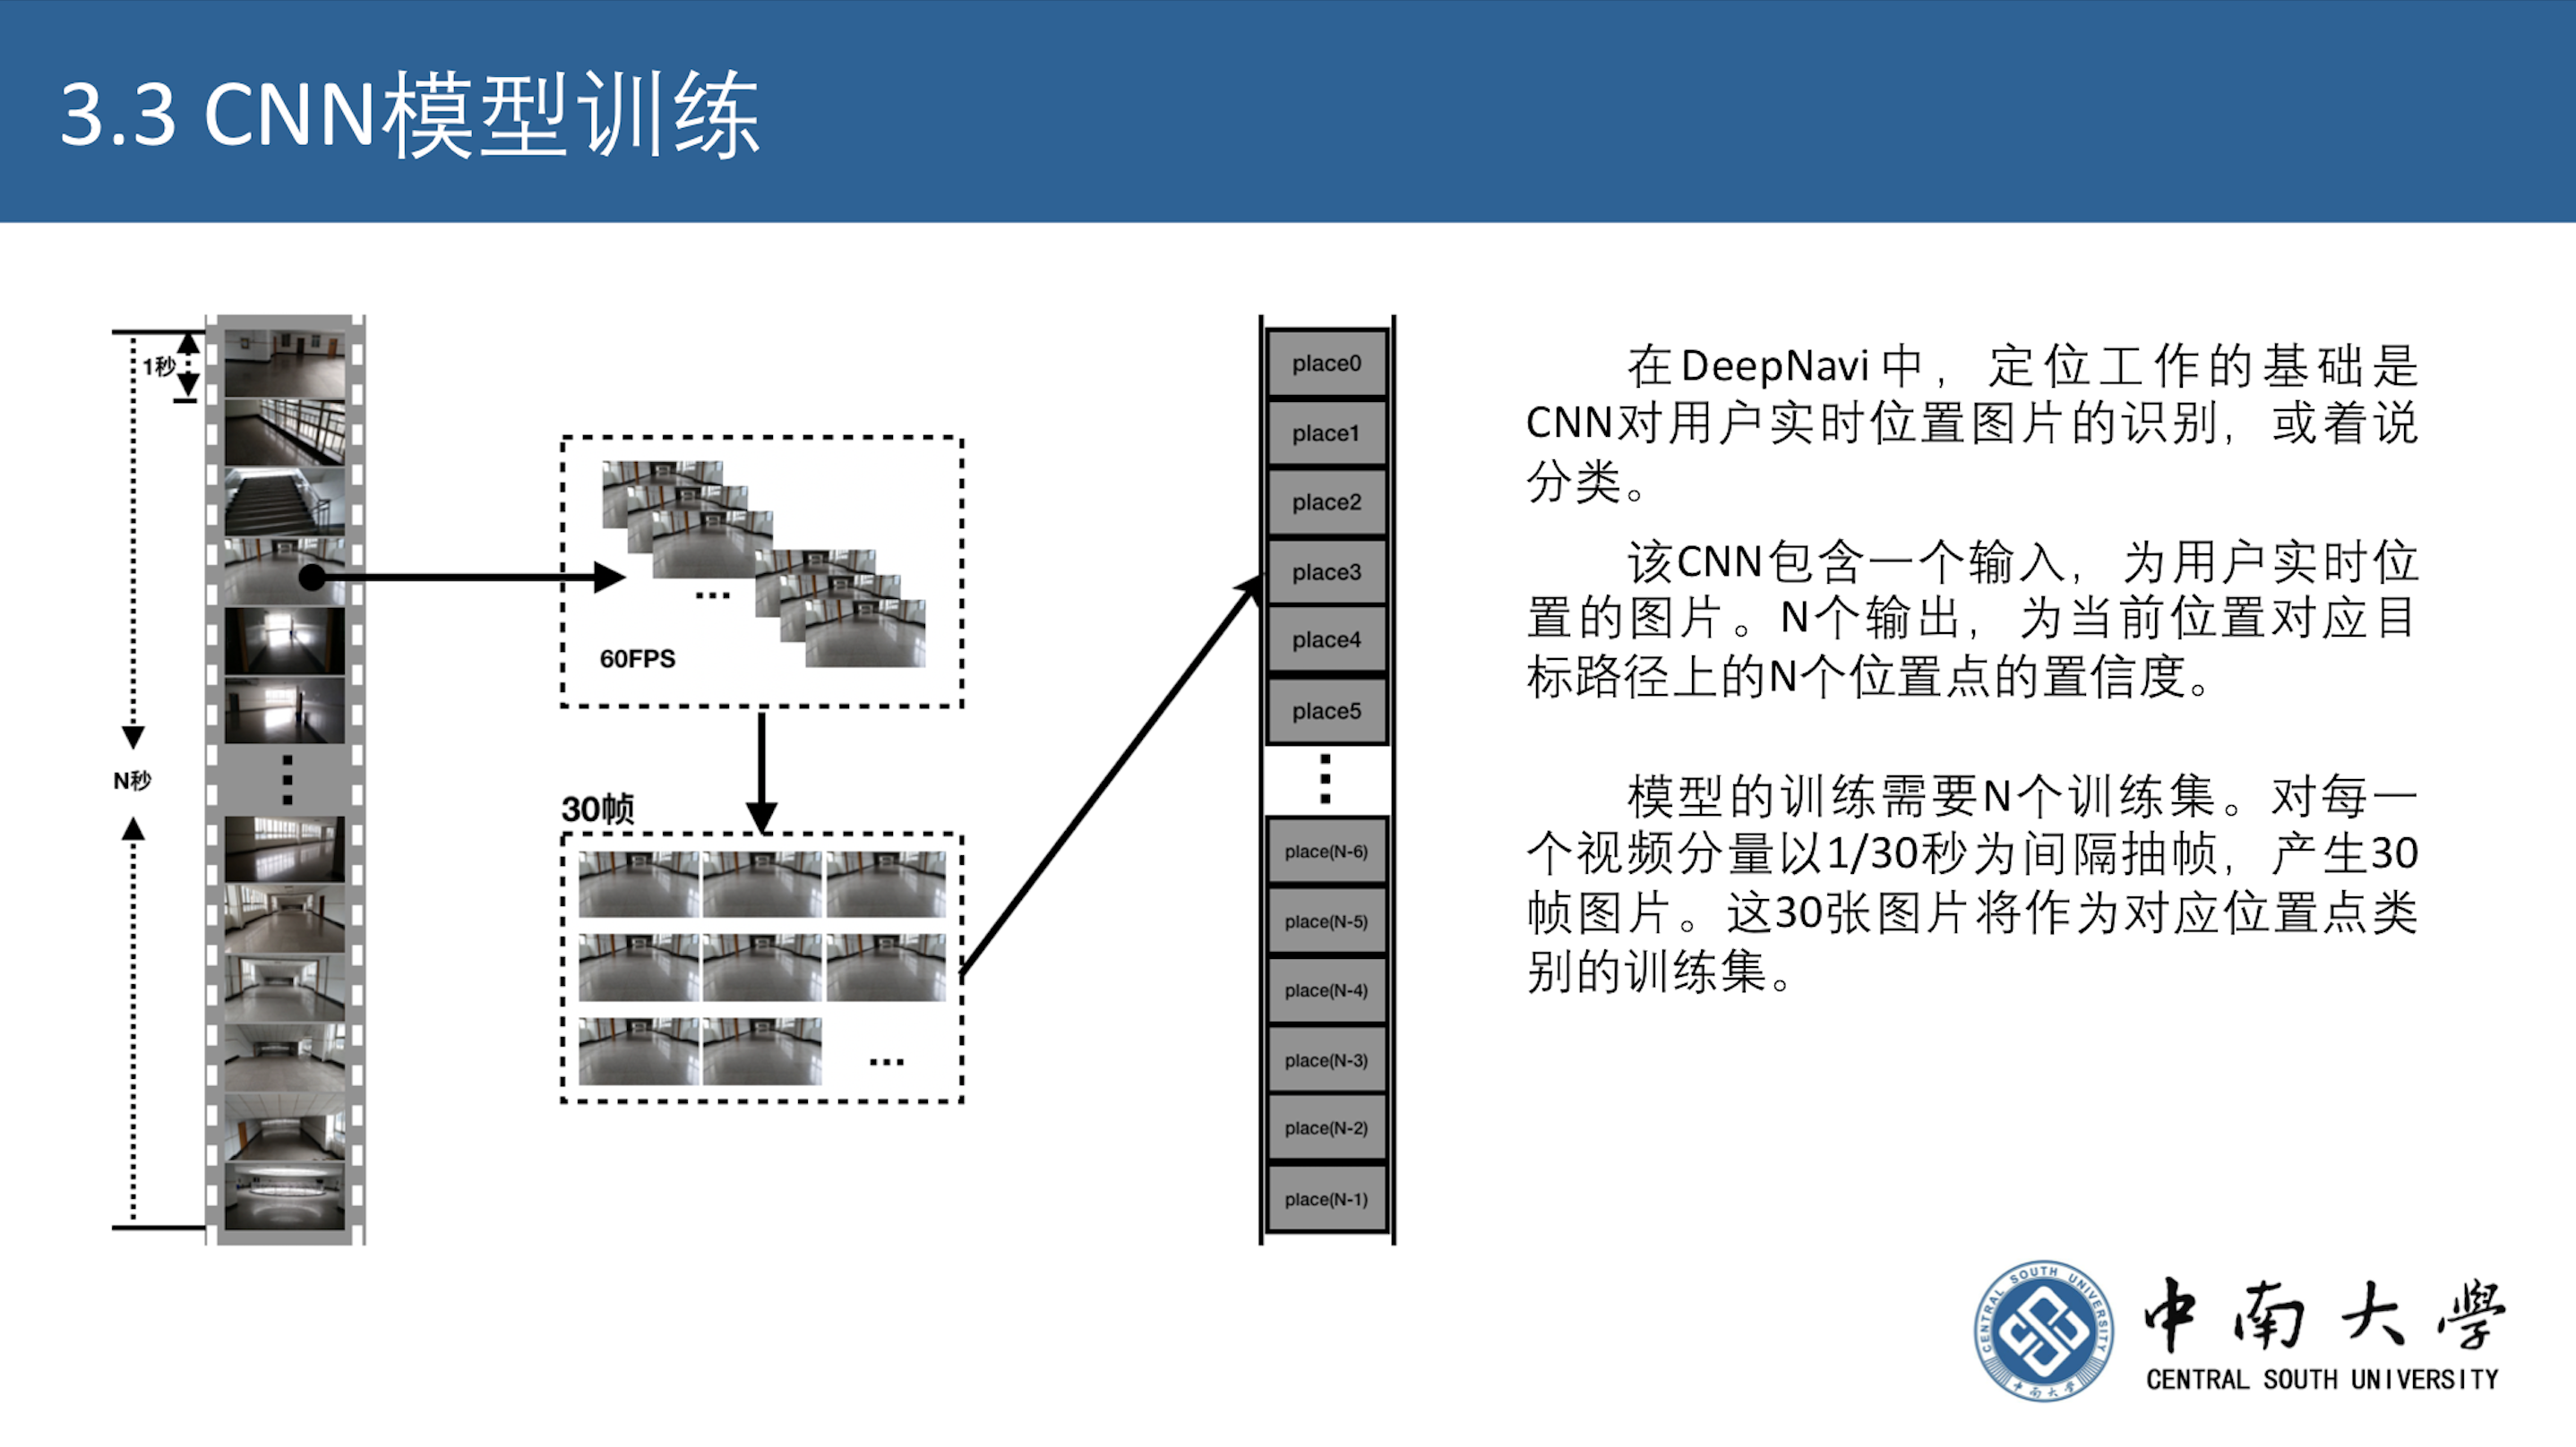 3.3 CNN模型训练
1秒
N秒
60FPS
30帧
place0
place1
place2
place3
place4
place5
place(N-6)
place(N-5)
place(N-4)
place(N-3)
place(N-2)
place(N-1)
在DeepNavi中，定位工作的基础是
CNN对用户实时位置图片的识别，或着说
分类。
该CNN包含一个输入，为用户实时位
置的图片。N个输出，为当前位置对应目
标路径上的N个位置点的置信度。
模型的训练需要N个训练集。对每一
个视频分量以1/30秒为间隔抽帧，产生30
帧图片。这30张图片将作为对应位置点类
别的训练集。
CENTRAL SOUTH UNIVERSITY
中南大学
中南大學
CENTRAL SOUTH UNIVERSITY